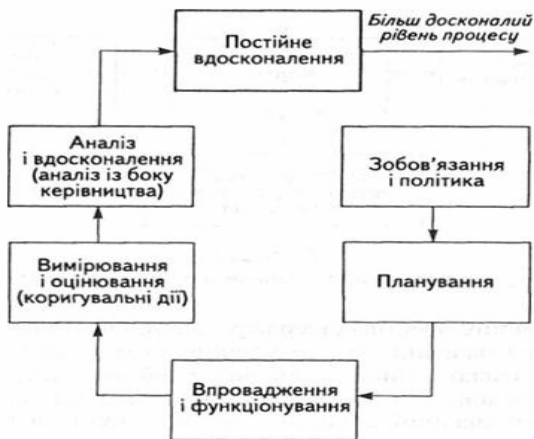 Постійне
вдосконалення
Більш досконалий
рівень процесу
Аналіз
і вдосконалення
(аналіз із боку
керівництва)
Зобов’язання
і політика
Вимірювання
і оцінювання
(коригувальні дії)
Планування
Впровадження
і функціонування